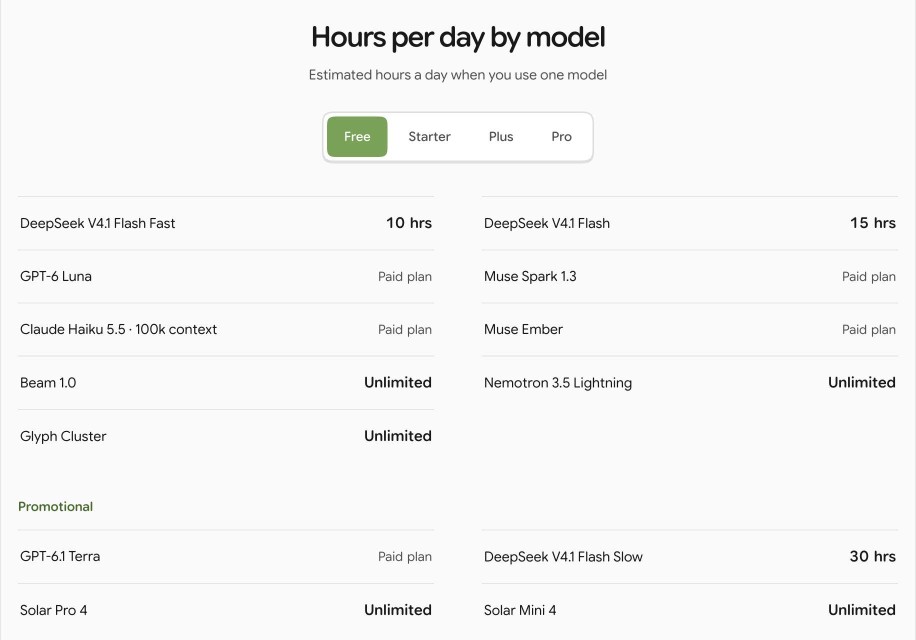 Hours per day by model
Estimated hours a day when you use one model
Free Starter Plus Pro
DeepSeek V4.1 Flash Fast 10 hrs
DeepSeek V4.1 Flash 15 hrs
GPT-6 Luna Paid plan
Muse Spark 1.3 Paid plan
Claude Haiku 5.5 · 100k context Paid plan
Muse Ember Paid plan
Beam 1.0 Unlimited
Nemotron 3.5 Lightning Unlimited
Glyph Cluster Unlimited
Promotional
GPT-6.1 Terra Paid plan
DeepSeek V4.1 Flash Slow 30 hrs
Solar Pro 4 Unlimited
Solar Mini 4 Unlimited